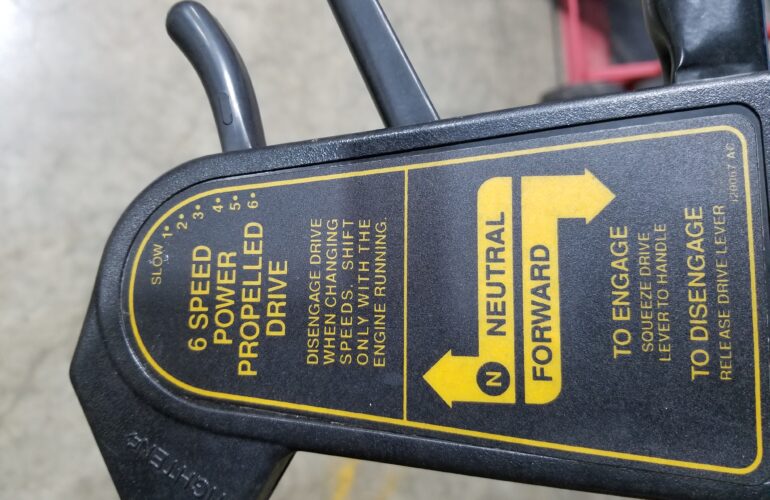 SLOW 1•
2•
3•
4•
5•
6•
6 SPEED
POWER
PROPELLED
DRIVE
DISENGAGE DRIVE
WHEN CHANGING
SPEEDS. SHIFT
ONLY WITH THE
ENGINE RUNNING.
N NEUTRAL
FORWARD
TO ENGAGE
SQUEEZE DRIVE
LEVER TO HANDLE
TO DISENGAGE
RELEASE DRIVE LEVER